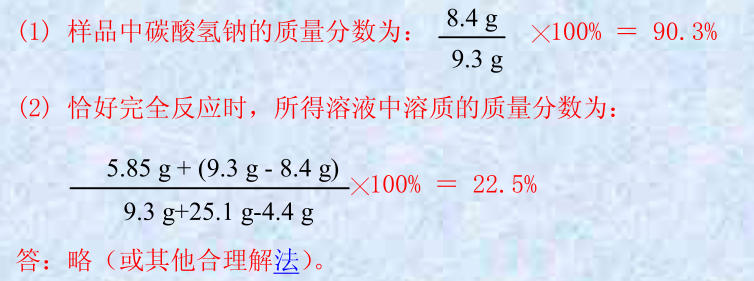 (1) 样品中碳酸氢钠的质量分数为： 8.4 g / 9.3 g ×100% ＝ 90.3%
(2) 恰好完全反应时，所得溶液中溶质的质量分数为：
5.85 g + (9.3 g - 8.4 g) / 9.3 g+25.1 g-4.4 g ×100% ＝ 22.5%
答：略（或其他合理解法）。